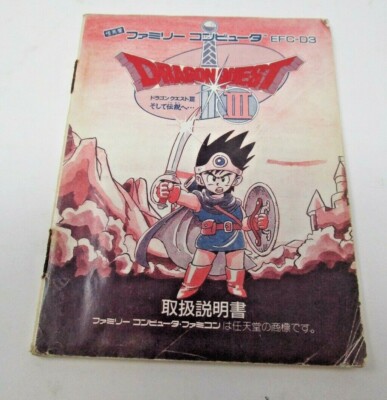 ファミリー コンピュータ EFC-D3
DRAGON QUEST
III
ドラゴンクエストIII
そして伝説へ…
取扱説明書
ファミリー コンピュータ・ファミコンは任天堂の商標です。